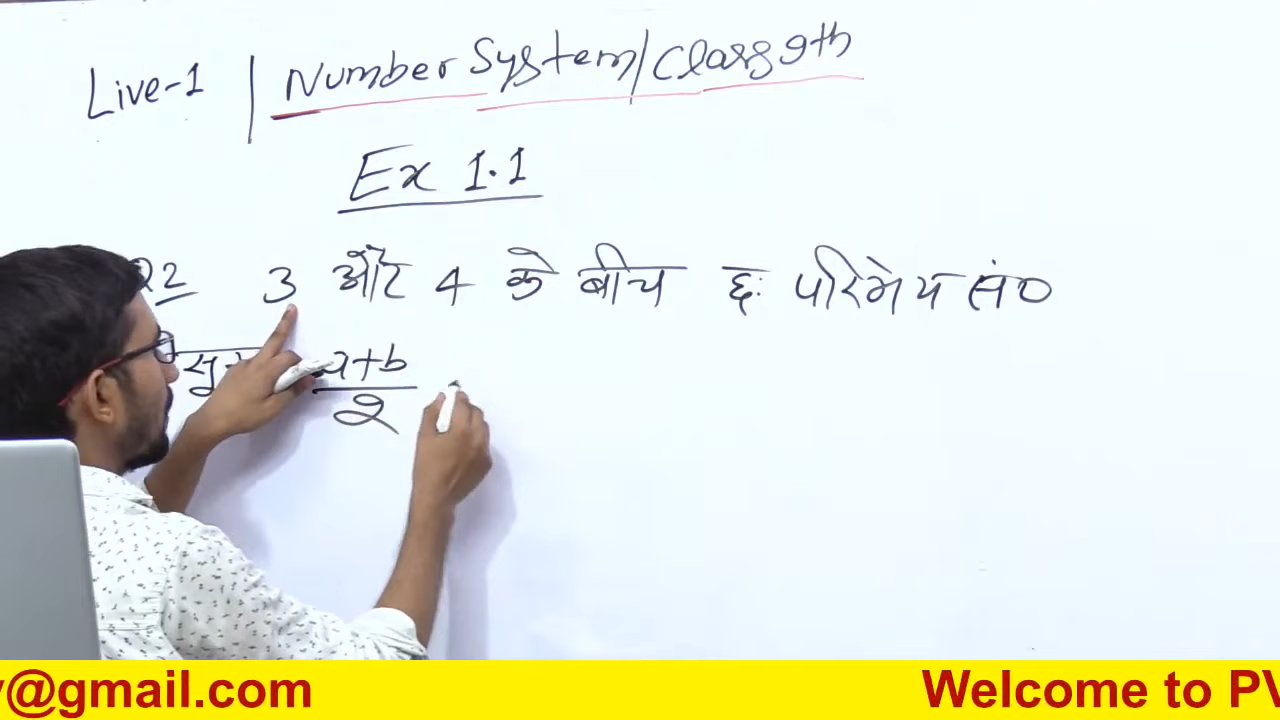 Live-1 | Number System/Class 9th
Ex 1.1
Q2 3 और 4 के बीच छः परिमेय सं०
a+b
2
y@gmail.com Welcome to PV